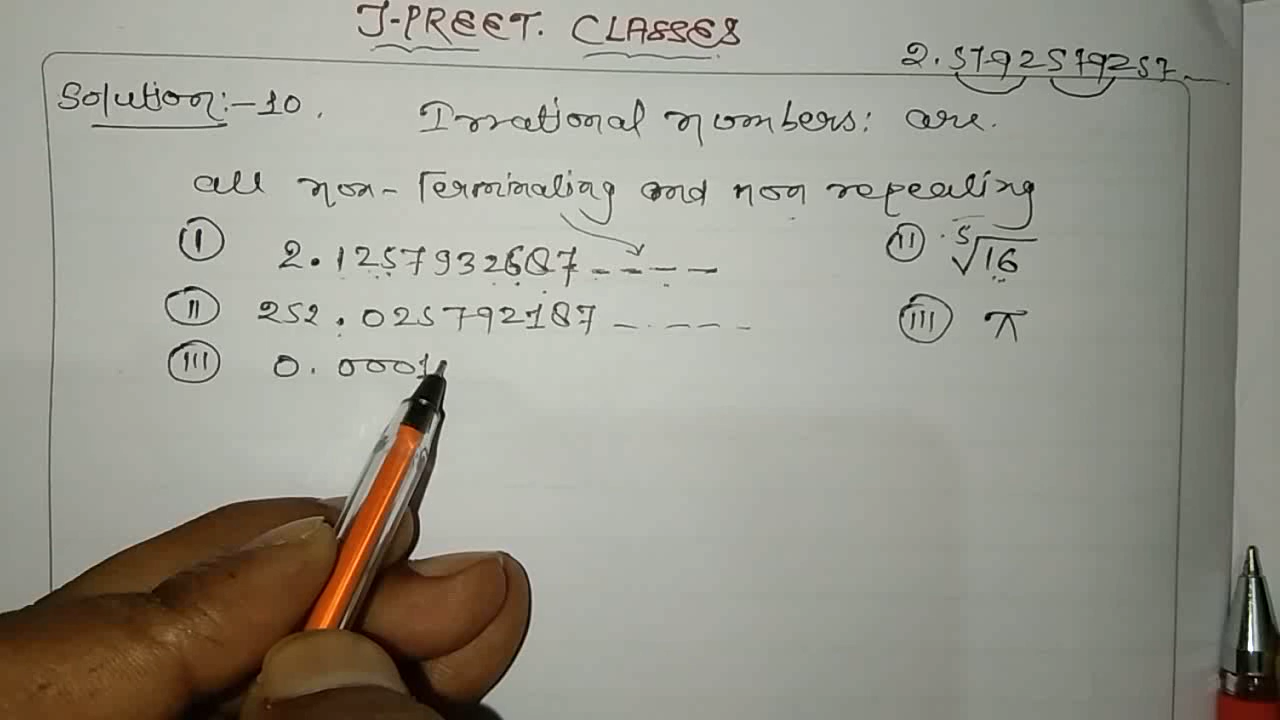 J-PREET. CLASSES
2.5792579257
Solution:-10. Irrational numbers: are.
all non-Terminating and non repeating
(I) 2.1257932687-----
(II) 252.025792187-----
(III) 0.0001
(II) ⁵√16
(III) π